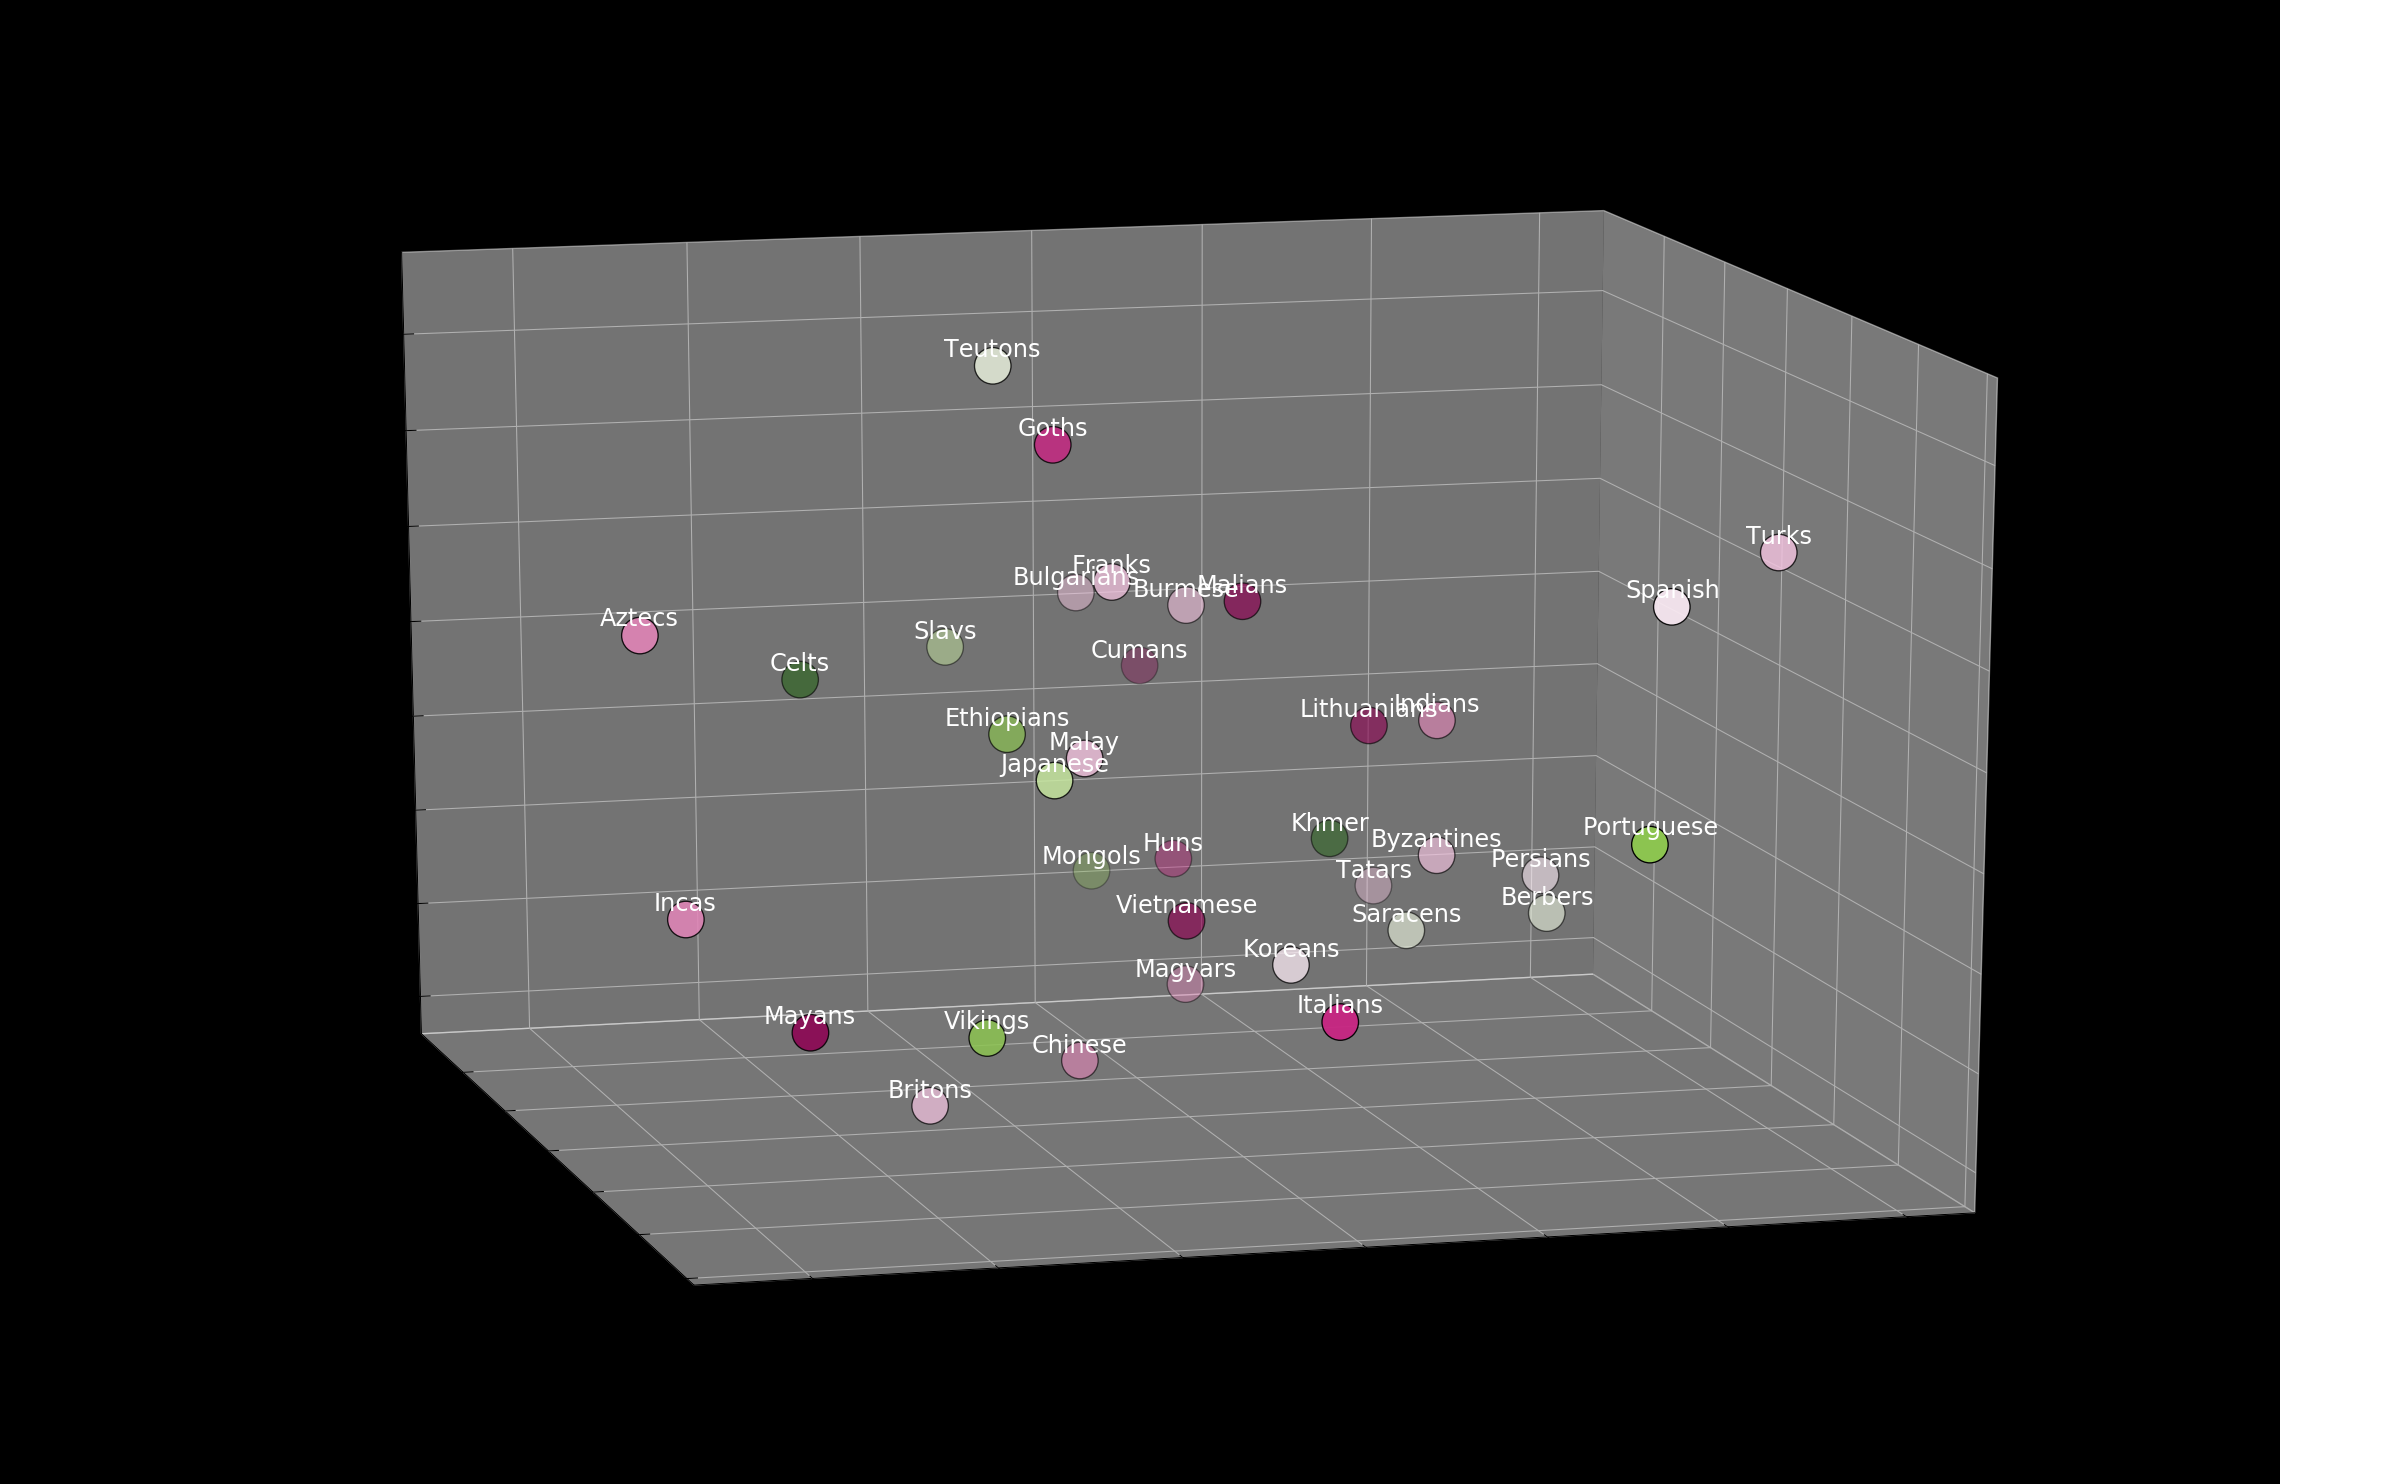 Teutons
Goths
Turks
Franks
Bulgarians
Burmese
Malians
Spanish
Aztecs
Slavs
Cumans
Celts
Indians
Lithuanians
Ethiopians
Malay
Japanese
Khmer
Portuguese
Byzantines
Huns
Mongols
Persians
Tatars
Berbers
Incas
Vietnamese
Saracens
Koreans
Magyars
Italians
Mayans
Vikings
Chinese
Britons